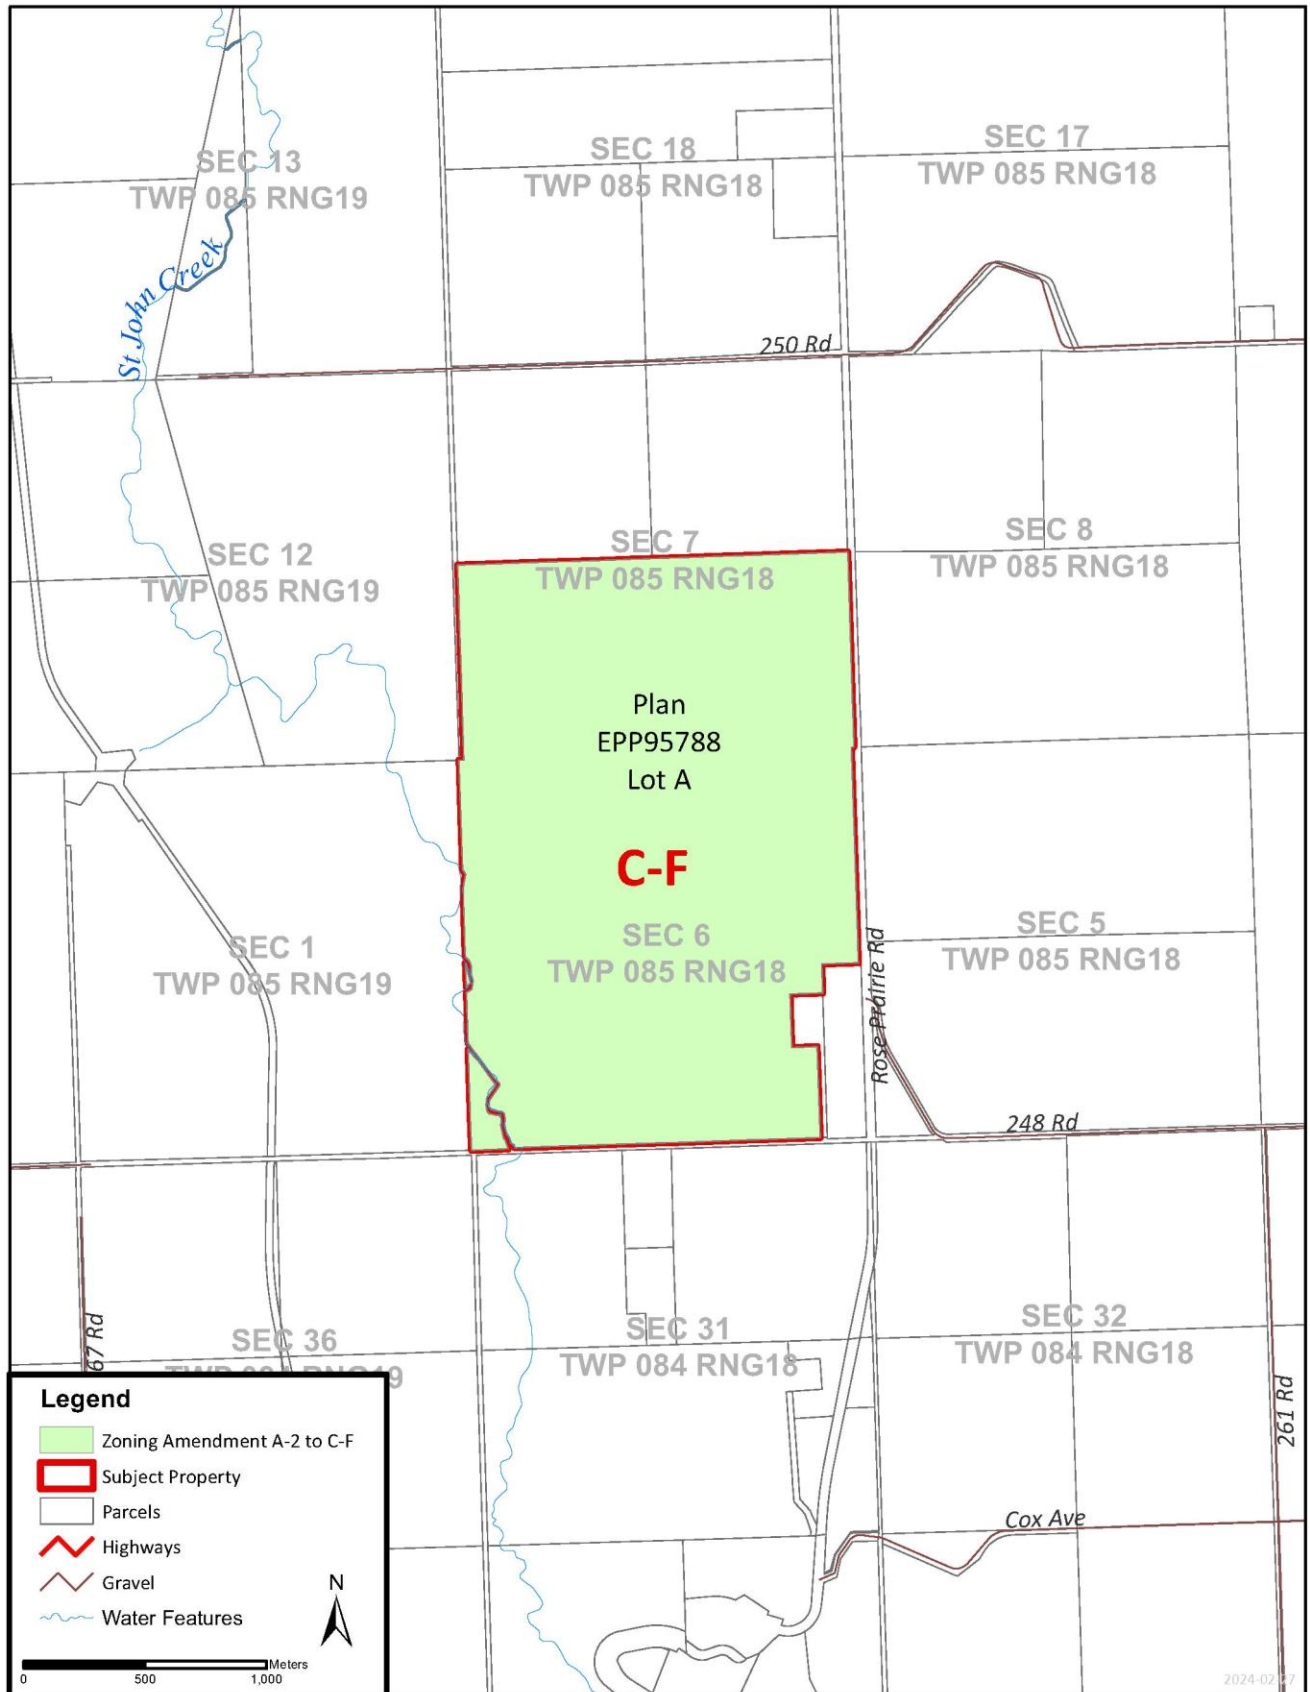 SEC 13
TWP 085 RNG19
SEC 18
TWP 085 RNG18
SEC 17
TWP 085 RNG18
St John Creek
250 Rd
SEC 12
TWP 085 RNG19
SEC 7
TWP 085 RNG18
SEC 8
TWP 085 RNG18
Plan
EPP95788
Lot A
C-F
SEC 1
TWP 085 RNG19
SEC 6
TWP 085 RNG18
SEC 5
TWP 085 RNG18
Rose Prairie Rd
248 Rd
67 Rd
SEC 36
SEC 31
TWP 084 RNG18
SEC 32
TWP 084 RNG18
261 Rd
Cox Ave
Legend
Zoning Amendment A-2 to C-F
Subject Property
Parcels
Highways
Gravel
Water Features
N
Meters
0 500 1,000